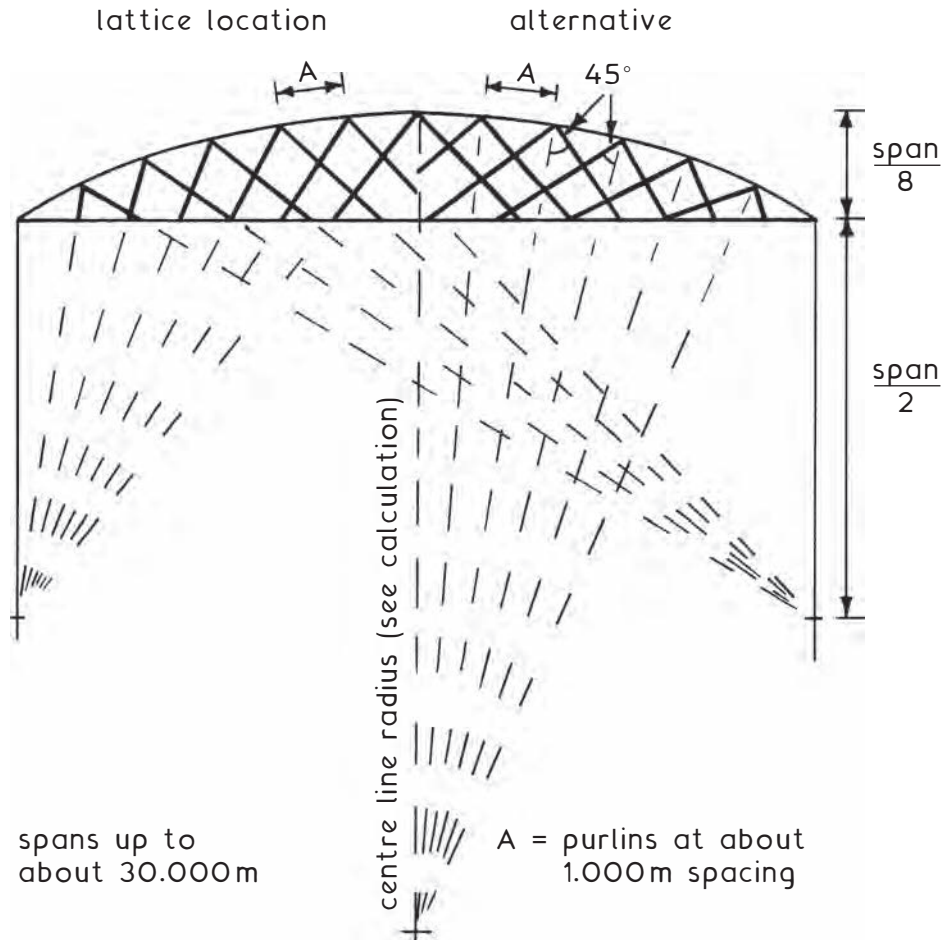 lattice location
alternative
A
A
45°
span
8
span
2
centre line radius (see calculation)
spans up to
about 30.000m
A = purlins at about
1.000m spacing